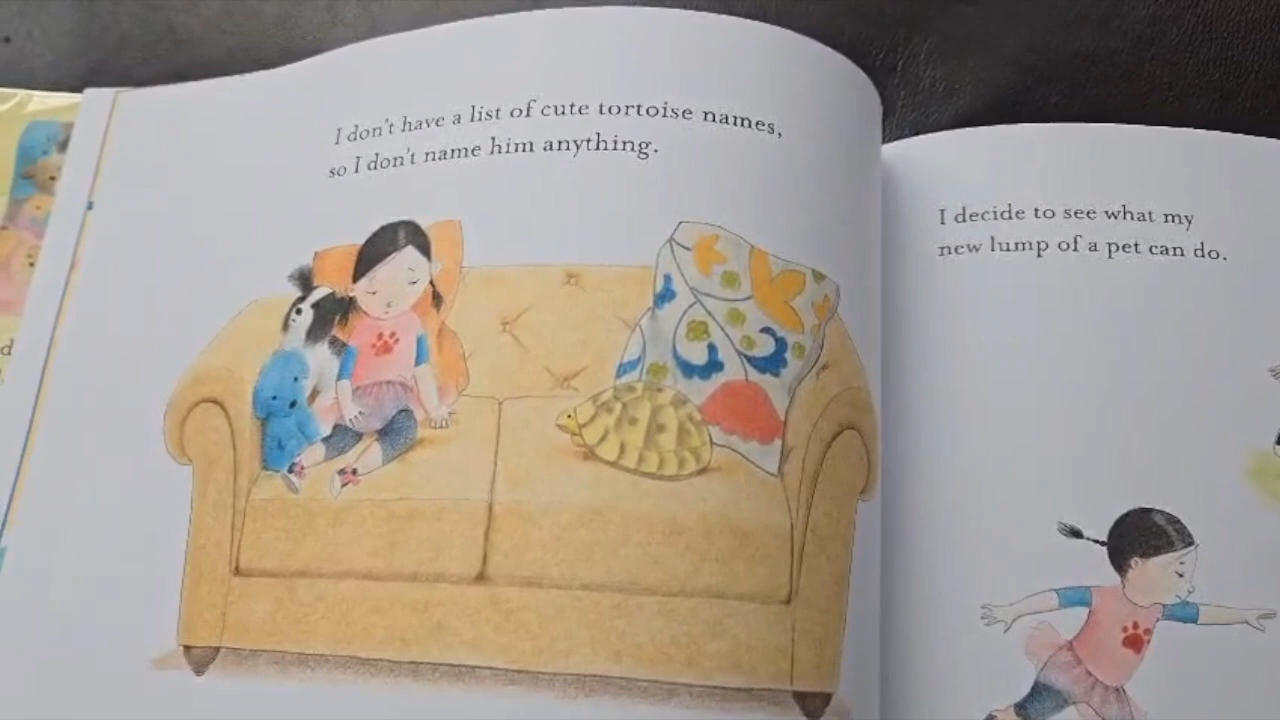 I don't have a list of cute tortoise names,
so I don't name him anything.
I decide to see what my
new lump of a pet can do.